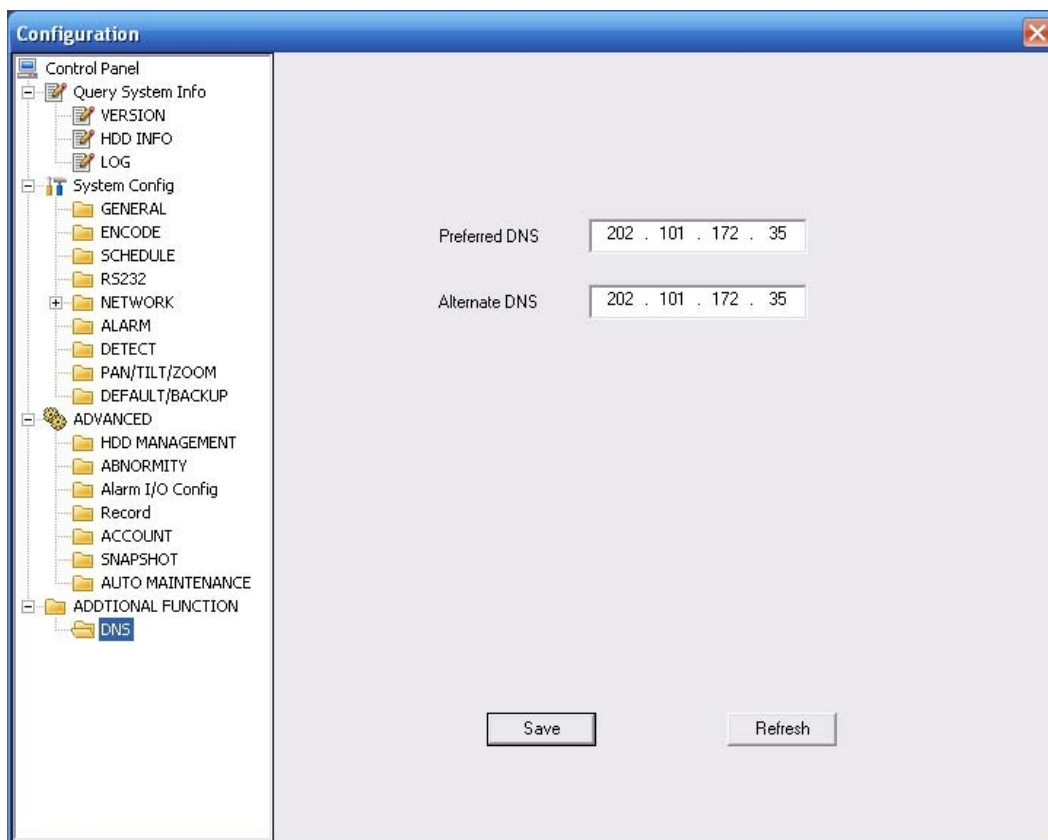 Configuration
Control Panel
Query System Info
VERSION
HDD INFO
LOG
System Config
GENERAL
ENCODE
SCHEDULE
RS232
NETWORK
ALARM
DETECT
PAN/TILT/ZOOM
DEFAULT/BACKUP
ADVANCED
HDD MANAGEMENT
ABNORMITY
Alarm I/O Config
Record
ACCOUNT
SNAPSHOT
AUTO MAINTENANCE
ADDTIONAL FUNCTION
DNS
Preferred DNS 202 . 101 . 172 . 35
Alternate DNS 202 . 101 . 172 . 35
Save Refresh